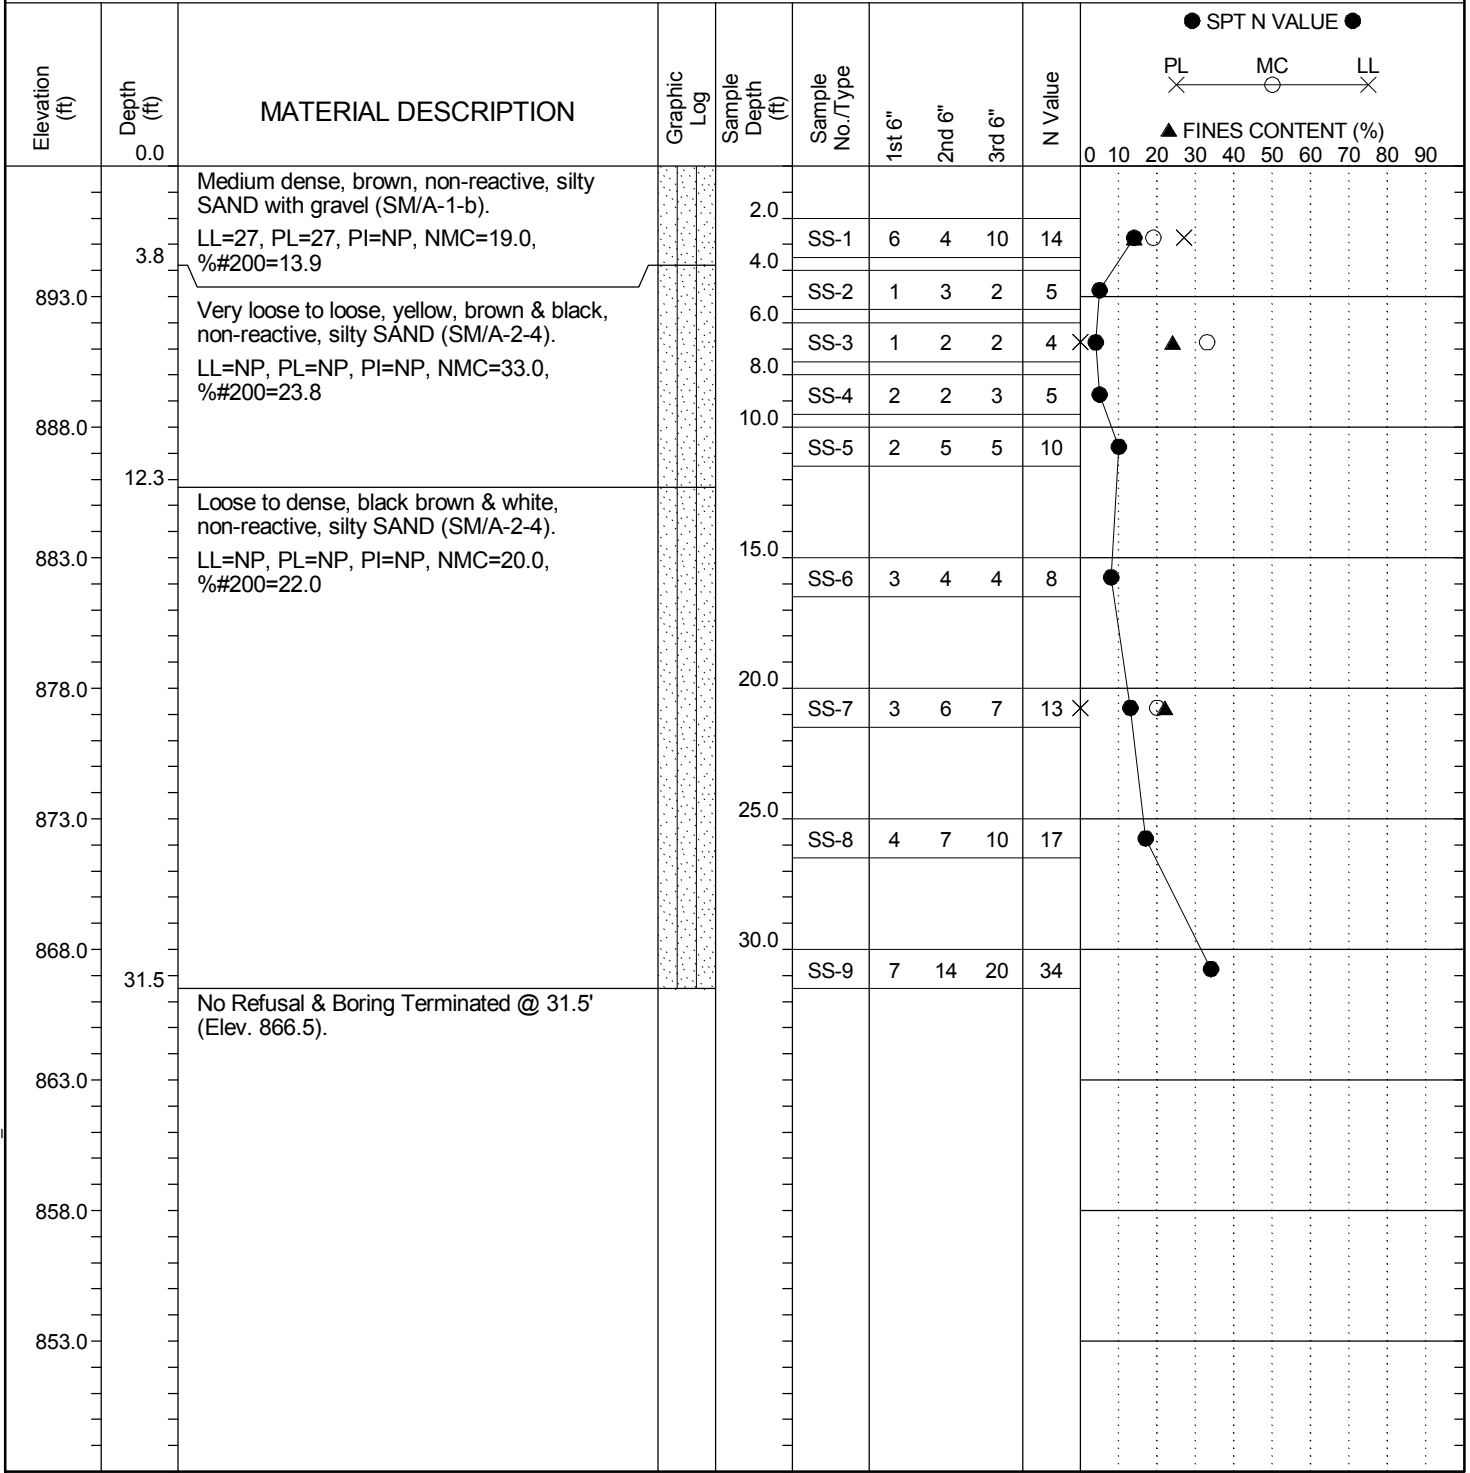 ● SPT N VALUE ●
PL MC LL
▲ FINES CONTENT (%)
Elevation (ft)
Depth (ft)
0.0
MATERIAL DESCRIPTION
Graphic Log
Sample Depth (ft)
Sample No./Type
1st 6"
2nd 6"
3rd 6"
N Value
0 10 20 30 40 50 60 70 80 90
Medium dense, brown, non-reactive, silty
SAND with gravel (SM/A-1-b).
2.0
LL=27, PL=27, PI=NP, NMC=19.0,
SS-1 6 4 10 14
3.8
%#200=13.9
4.0
893.0
SS-2 1 3 2 5
Very loose to loose, yellow, brown & black,
6.0
non-reactive, silty SAND (SM/A-2-4).
SS-3 1 2 2 4
LL=NP, PL=NP, PI=NP, NMC=33.0,
8.0
%#200=23.8
SS-4 2 2 3 5
10.0
888.0
SS-5 2 5 5 10
12.3
Loose to dense, black brown & white,
non-reactive, silty SAND (SM/A-2-4).
15.0
883.0
LL=NP, PL=NP, PI=NP, NMC=20.0,
%#200=22.0
SS-6 3 4 4 8
20.0
878.0
SS-7 3 6 7 13
25.0
873.0
SS-8 4 7 10 17
30.0
868.0
SS-9 7 14 20 34
31.5
No Refusal & Boring Terminated @ 31.5'
(Elev. 866.5).
863.0
858.0
853.0